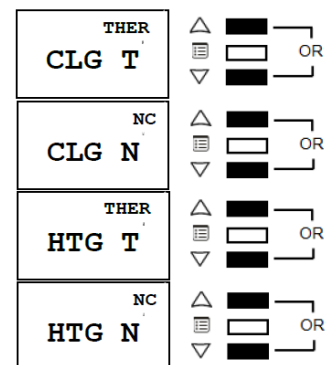 THER
CLG T
OR
NC
CLG N
OR
THER
HTG T
OR
NC
HTG N
OR